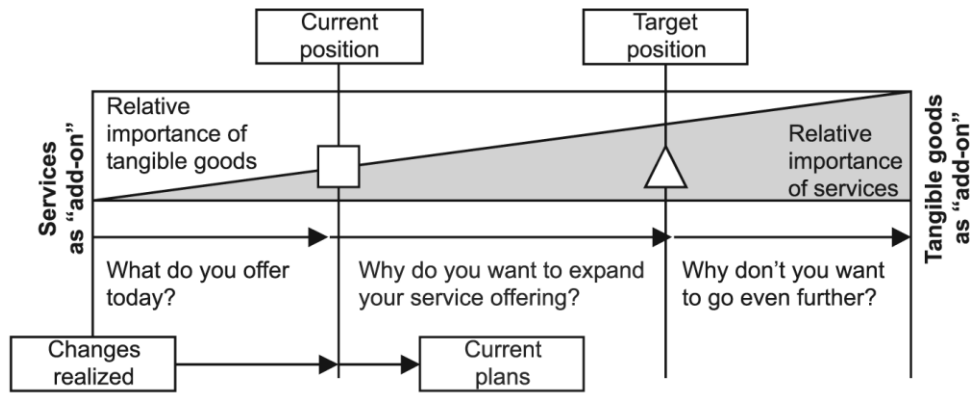 Current
position
Target
position
Services
as “add-on”
Relative
importance of
tangible goods
Relative
importance
of services
Tangible goods
as “add-on”
What do you offer
today?
Why do you want to expand
your service offering?
Why don’t you want
to go even further?
Changes
realized
Current
plans